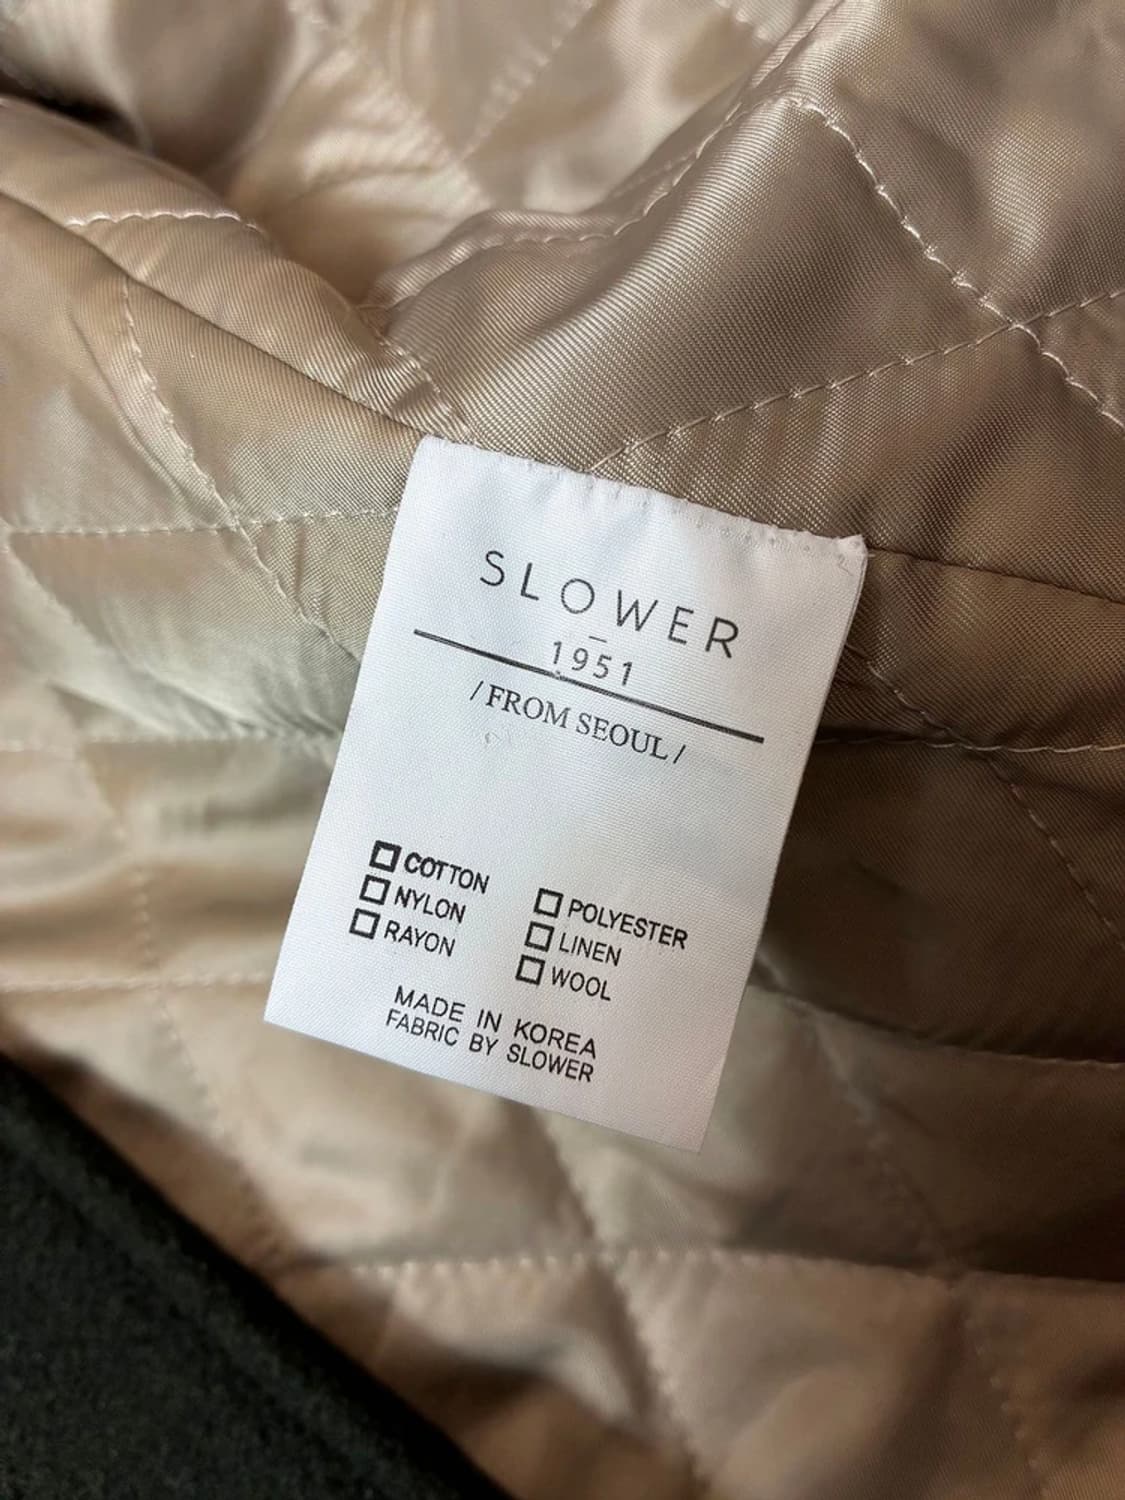 SLOWER
1951
/ FROM SEOUL /
☐ COTTON
☐ NYLON
☐ RAYON
☐ POLYESTER
☐ LINEN
☐ WOOL
MADE IN KOREA
FABRIC BY SLOWER